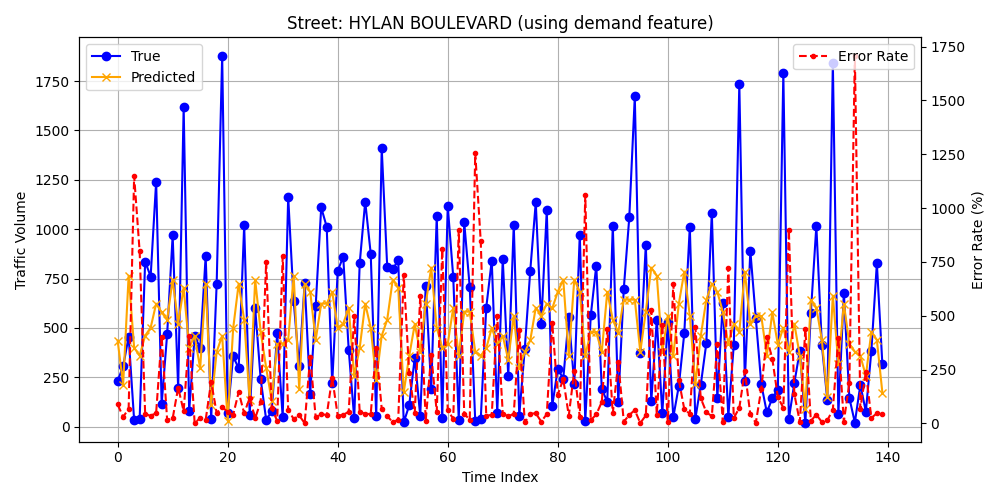 Street: HYLAN BOULEVARD (using demand feature)
True
Predicted
Error Rate
Traffic Volume
0
250
500
750
1000
1250
1500
1750
0
250
500
750
1000
1250
1500
1750
Error Rate (%)
0 20 40 60 80 100 120 140
Time Index